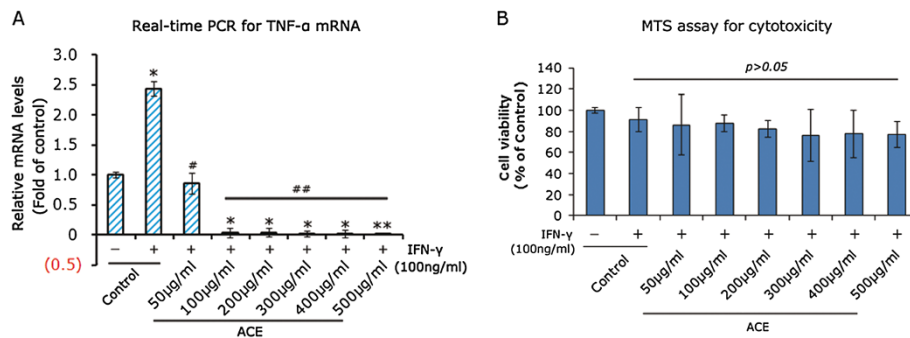 A
Real-time PCR for TNF-α mRNA
Relative mRNA levels
(Fold of control)
3.0
2.5
2.0
1.5
1.0
0.5
0
(0.5)
*
#
##
* * * * **
− + + + + + + + IFN-γ
(100ng/ml)
Control
50μg/ml
100μg/ml
200μg/ml
300μg/ml
400μg/ml
500μg/ml
ACE
B
MTS assay for cytotoxicity
Cell viability
(% of Control)
140
120
100
80
60
40
20
0
p>0.05
IFN-γ − + + + + + + +
(100ng/ml)
Control
50μg/ml
100μg/ml
200μg/ml
300μg/ml
400μg/ml
500μg/ml
ACE